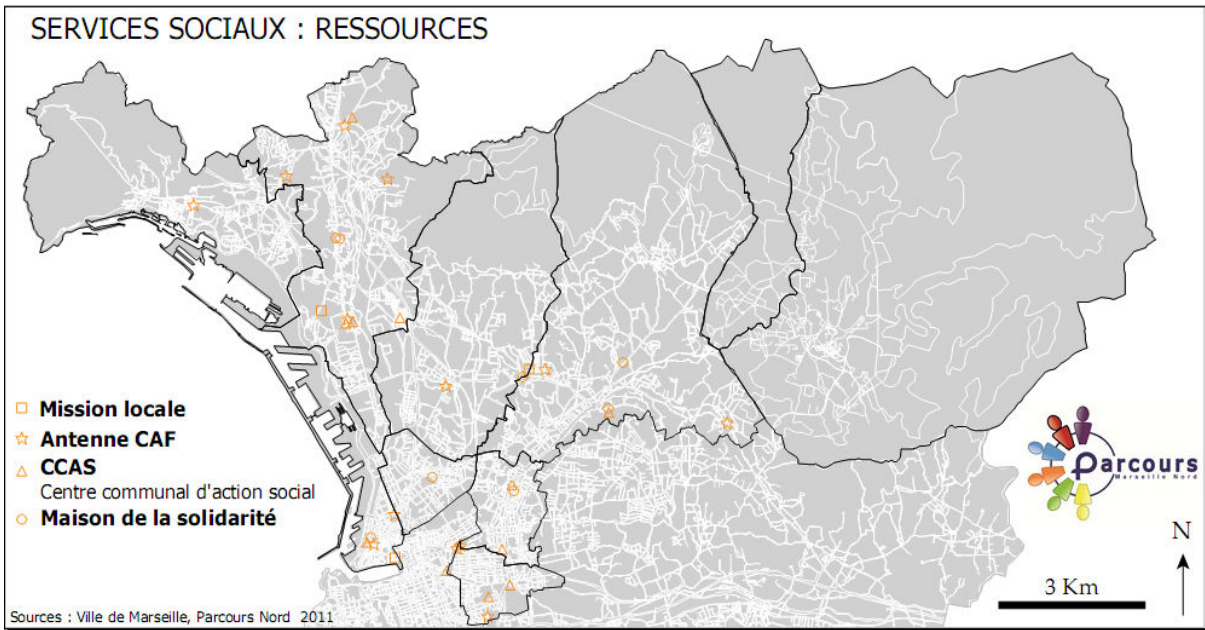 SERVICES SOCIAUX : RESSOURCES
Mission locale
Antenne CAF
CCAS
Centre communal d'action social
Maison de la solidarité
Parcours
Marseille Nord
N
3 Km
Sources : Ville de Marseille, Parcours Nord 2011